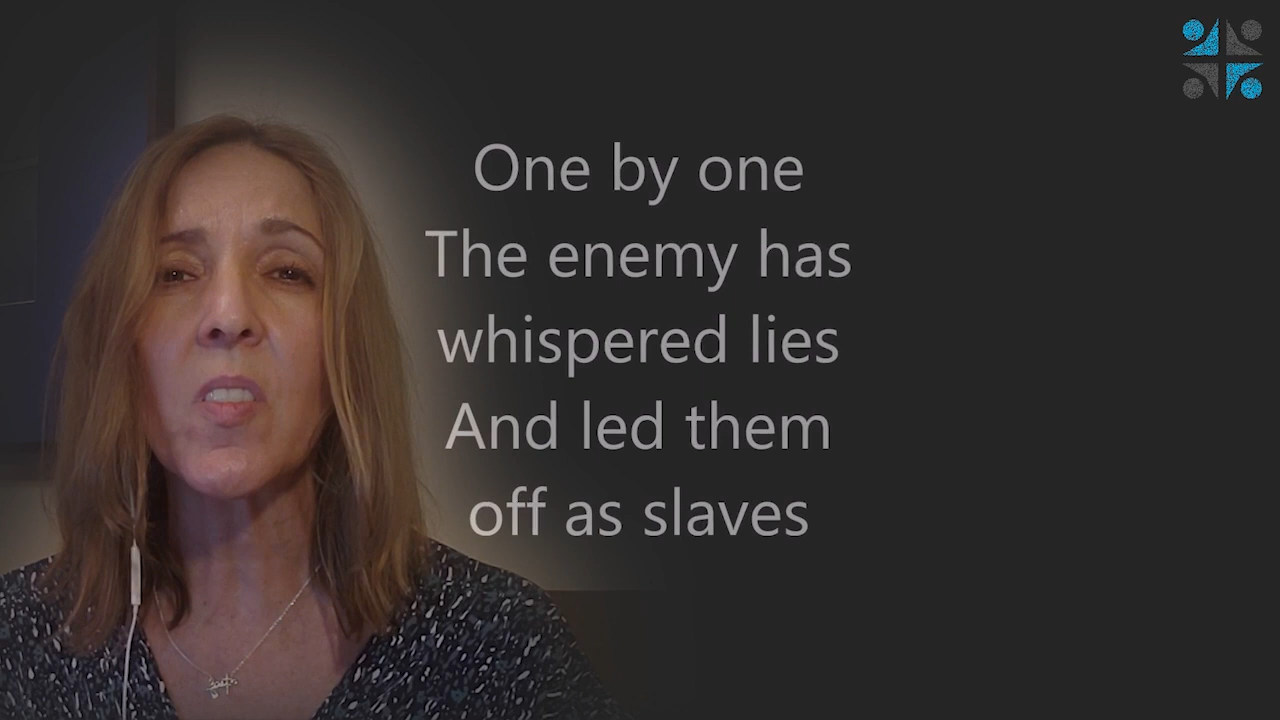 One by one
The enemy has
whispered lies
And led them
off as slaves